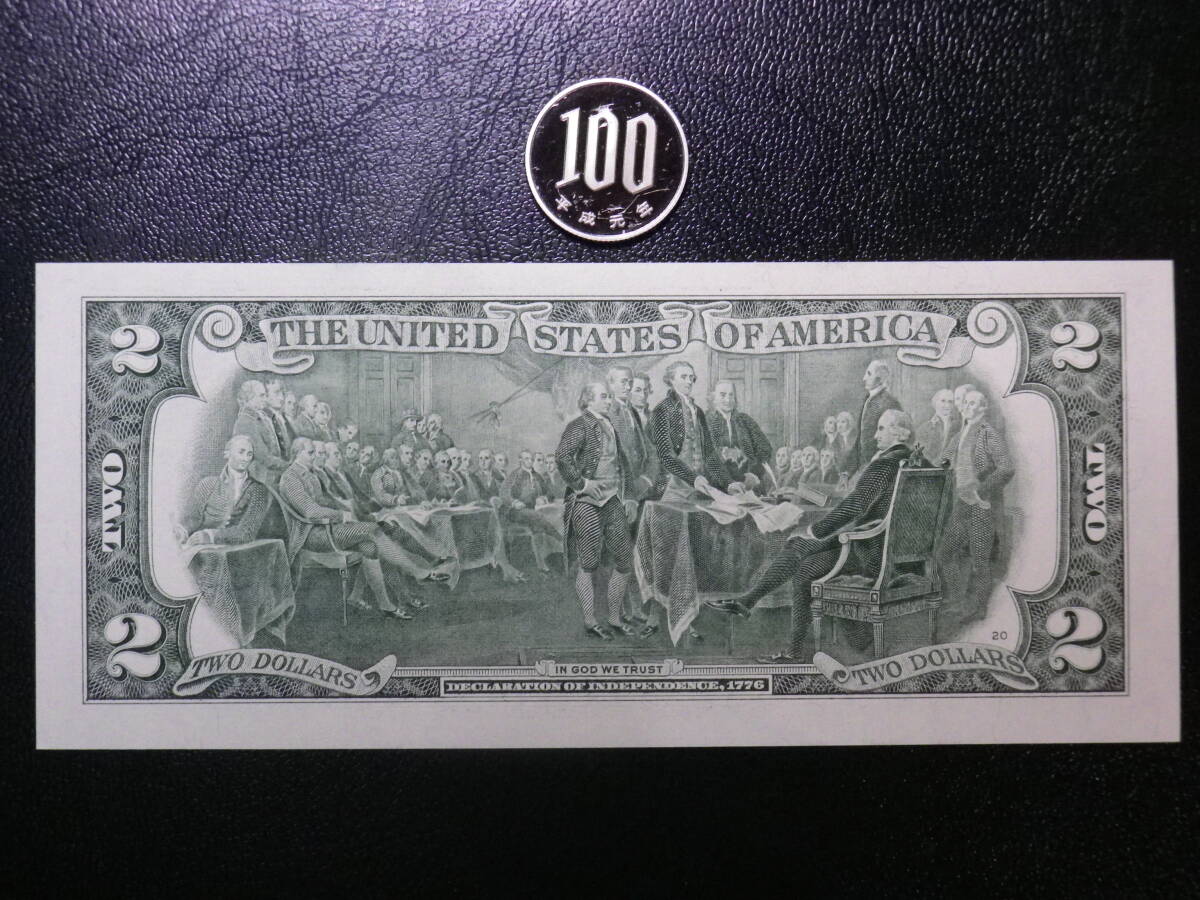 100
平成元年
THE UNITED STATES OF AMERICA
2
2
TWO
TWO
2
2
20
TWO DOLLARS
IN GOD WE TRUST
TWO DOLLARS
DECLARATION OF INDEPENDENCE, 1776